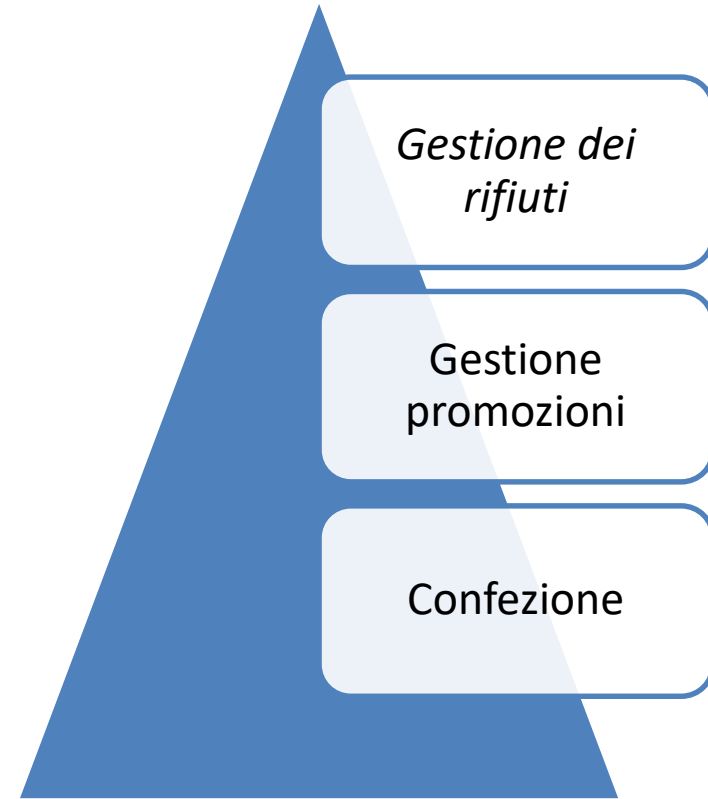 Gestione dei
rifiuti
Gestione
promozioni
Confezione